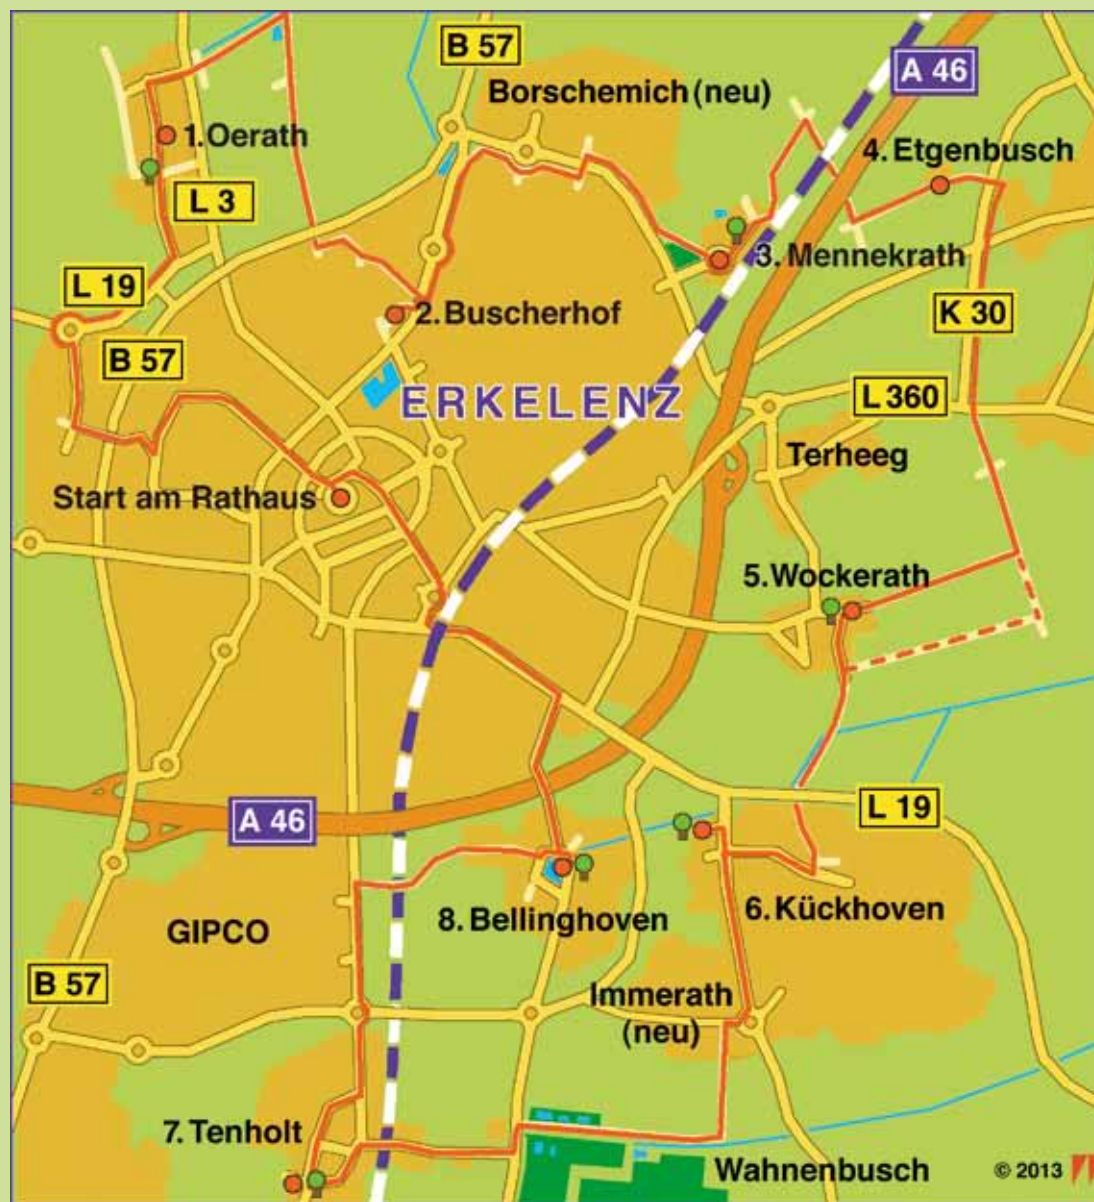 B 57
A 46
Borschemich (neu)
1. Oerath
4. Etgenbusch
L 3
3. Mennekrath
L 19
2. Buscherhof
K 30
B 57
ERKELENZ
L 360
Terheeg
Start am Rathaus
5. Wockerath
A 46
L 19
8. Bellinghoven
6. Kückhoven
GIPCO
B 57
Immerath
(neu)
7. Tenholt
Wahnenbusch
© 2013